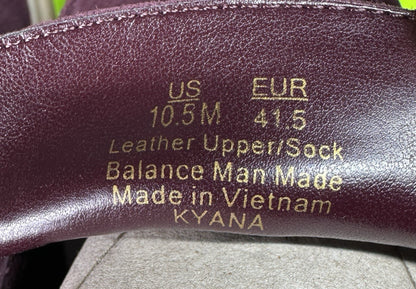 US EUR
10.5M 41.5
Leather Upper/Sock
Balance Man Made
Made in Vietnam
KYANA